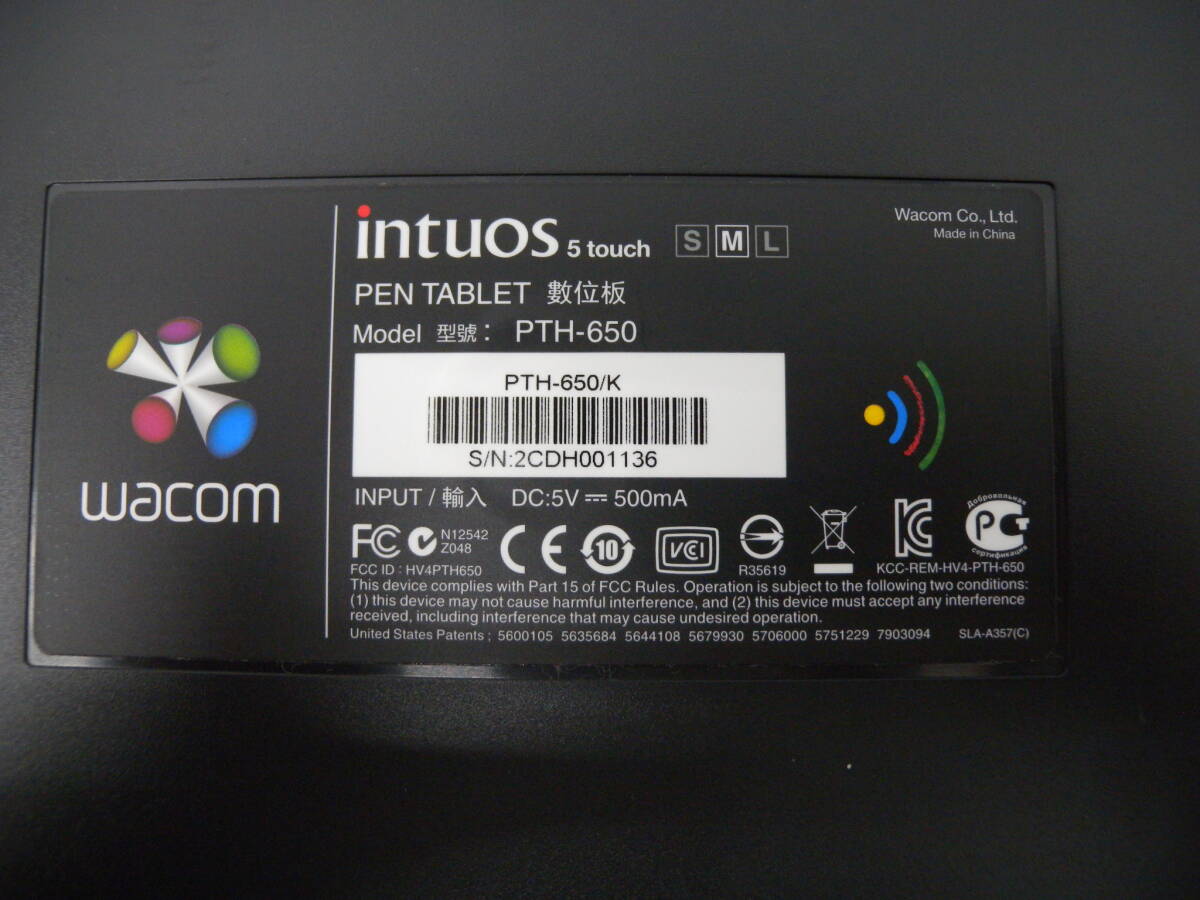 wacom
intuos 5 touch S M L
Wacom Co., Ltd.
Made in China
PEN TABLET 數位板
Model 型號: PTH-650
PTH-650/K
S/N:2CDH001136
INPUT / 輸入 DC:5V 500mA
FC N12542
Z048
CE 10 VCI
FCC ID : HV4PTH650
R35619
KCC-REM-HV4-PTH-650
Добровольная
РСТ
сертификация
This device complies with Part 15 of FCC Rules. Operation is subject to the following two conditions:
(1) this device may not cause harmful interference, and (2) this device must accept any interference
received, including interference that may cause undesired operation.
United States Patents ; 5600105 5635684 5644108 5679930 5706000 5751229 7903094 SLA-A357(C)